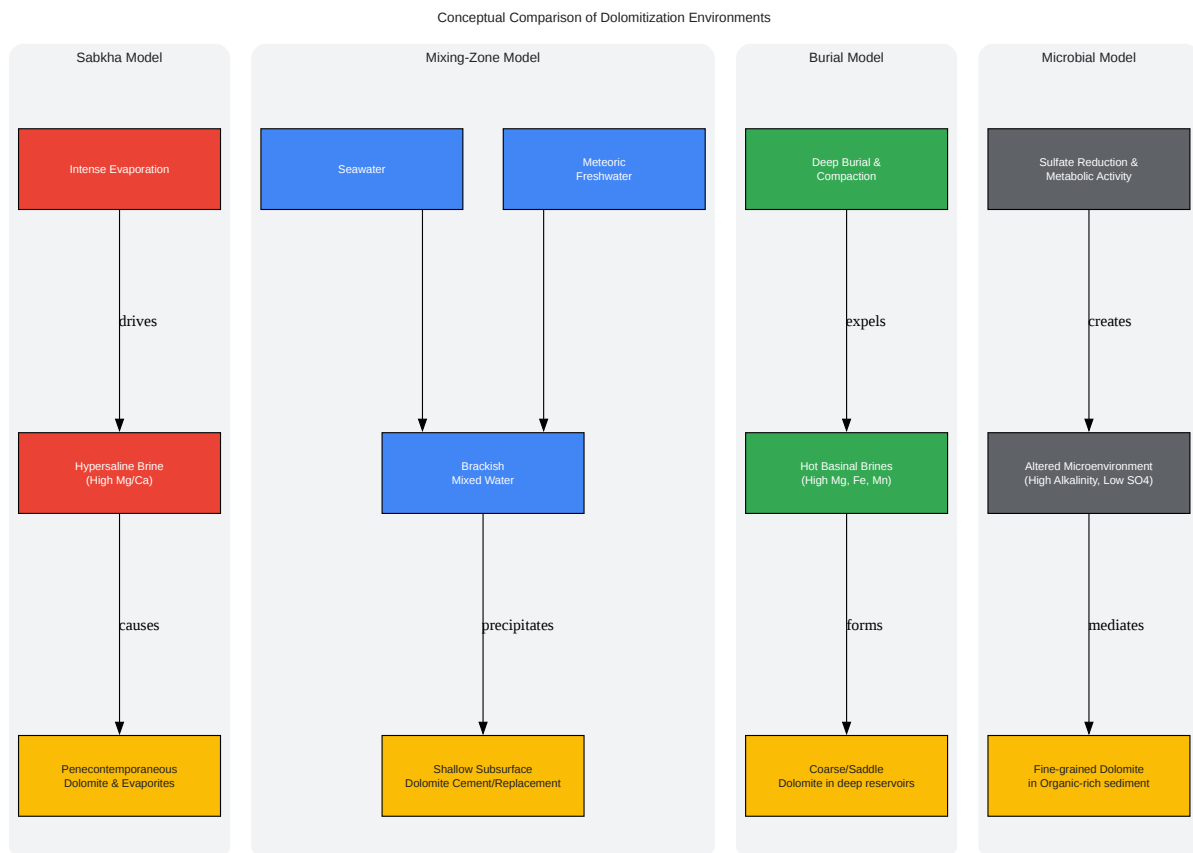 Conceptual Comparison of Dolomitization Environments
Sabkha Model
Intense Evaporation
drives
Hypersaline Brine
(High Mg/Ca)
causes
Penecontemporaneous
Dolomite & Evaporites
Mixing-Zone Model
Seawater
Meteoric
Freshwater
Brackish
Mixed Water
precipitates
Shallow Subsurface
Dolomite Cement/Replacement
Burial Model
Deep Burial &
Compaction
expels
Hot Basinal Brines
(High Mg, Fe, Mn)
forms
Coarse/Saddle
Dolomite in deep reservoirs
Microbial Model
Sulfate Reduction &
Metabolic Activity
creates
Altered Microenvironment
(High Alkalinity, Low SO4)
mediates
Fine-grained Dolomite
in Organic-rich sediment